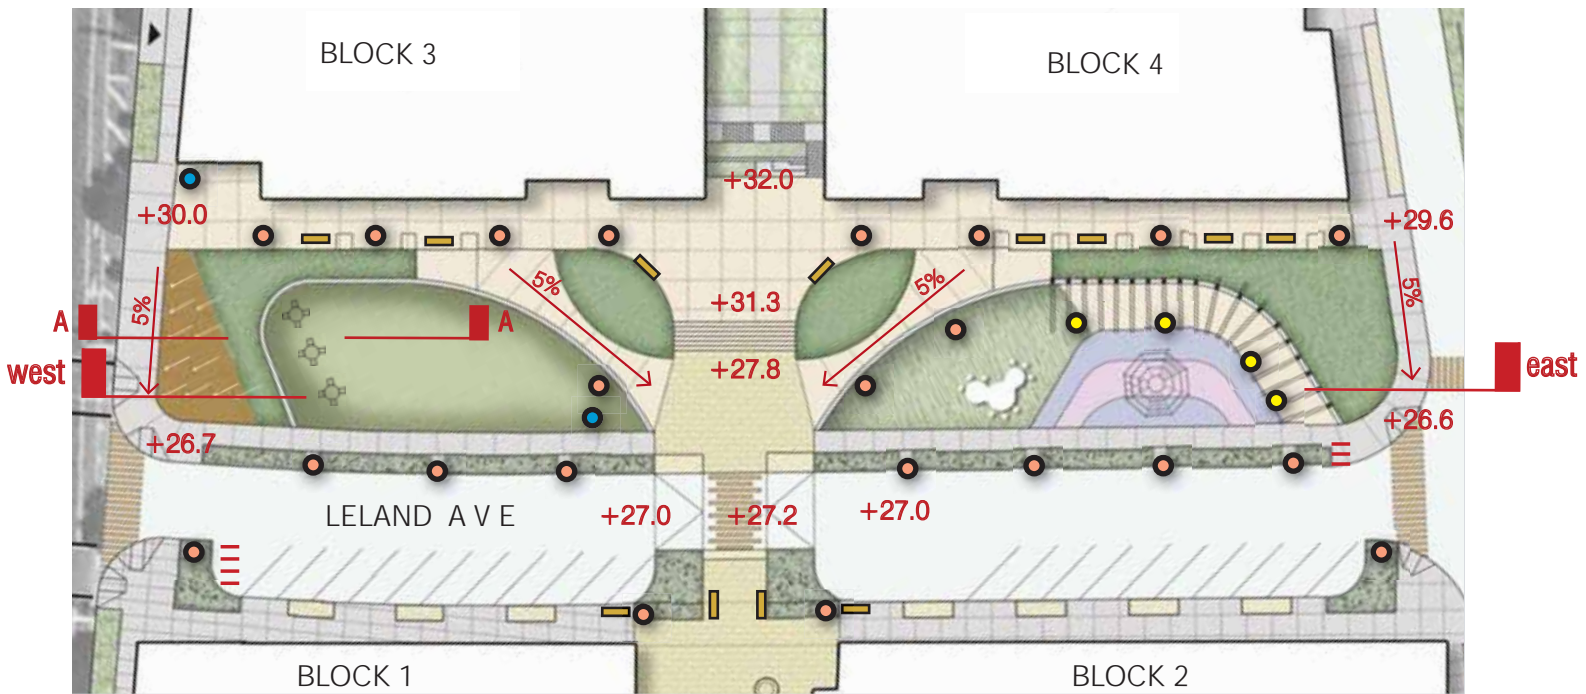 BLOCK 3
BLOCK 4
+32.0
+30.0
+29.6
5%
5%
5%
5%
+31.3
A
A
+27.8
west
east
+26.7
+26.6
LELAND AVE
+27.0
+27.2
+27.0
BLOCK 1
BLOCK 2